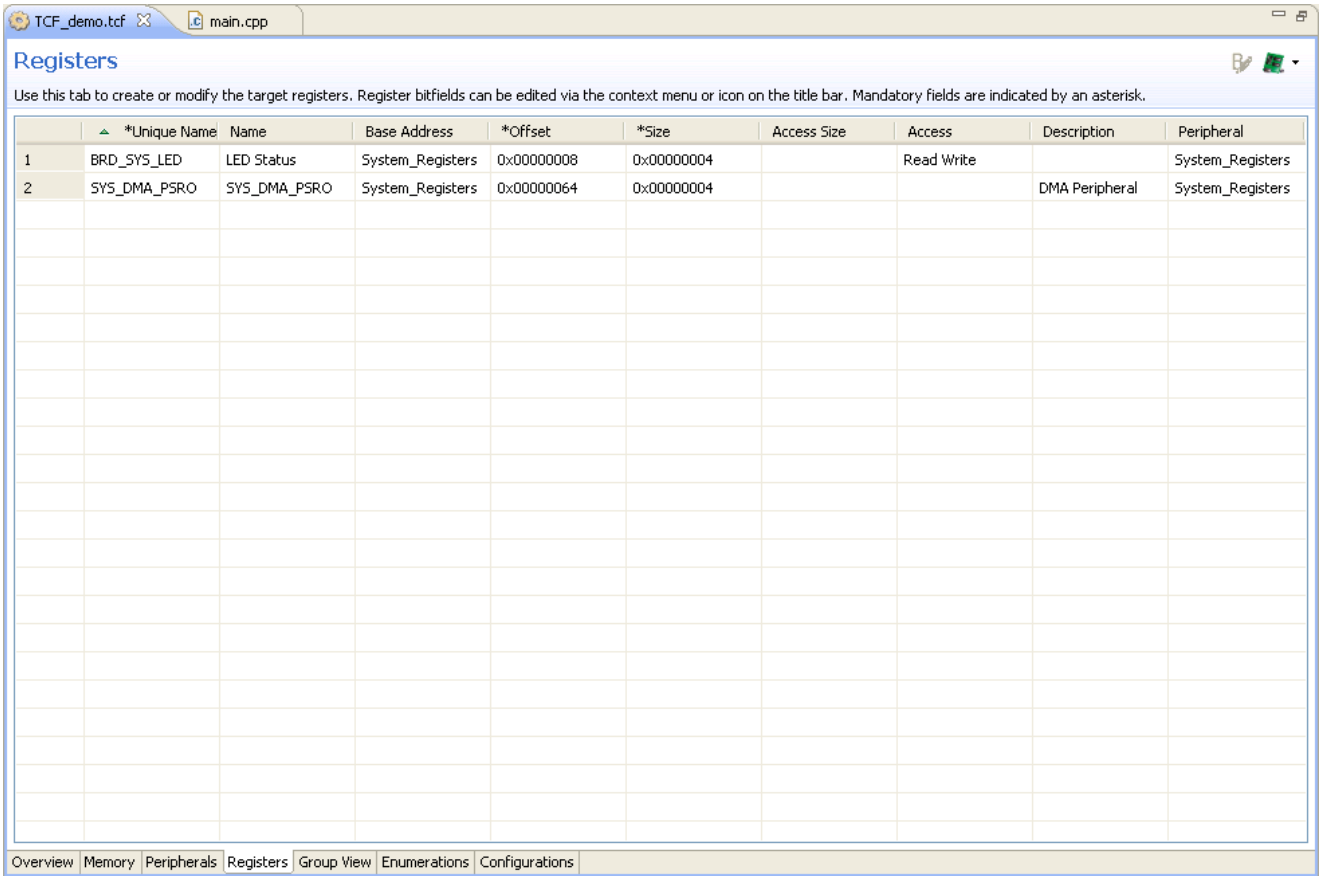 TCF_demo.tcf main.cpp
Registers
Use this tab to create or modify the target registers. Register bitfields can be edited via the context menu or icon on the title bar. Mandatory fields are indicated by an asterisk.
*Unique Name Name Base Address *Offset *Size Access Size Access Description Peripheral
1 BRD_SYS_LED LED Status System_Registers 0x00000008 0x00000004 Read Write System_Registers
2 SYS_DMA_PSRO SYS_DMA_PSRO System_Registers 0x00000064 0x00000004 DMA Peripheral System_Registers
Overview Memory Peripherals Registers Group View Enumerations Configurations